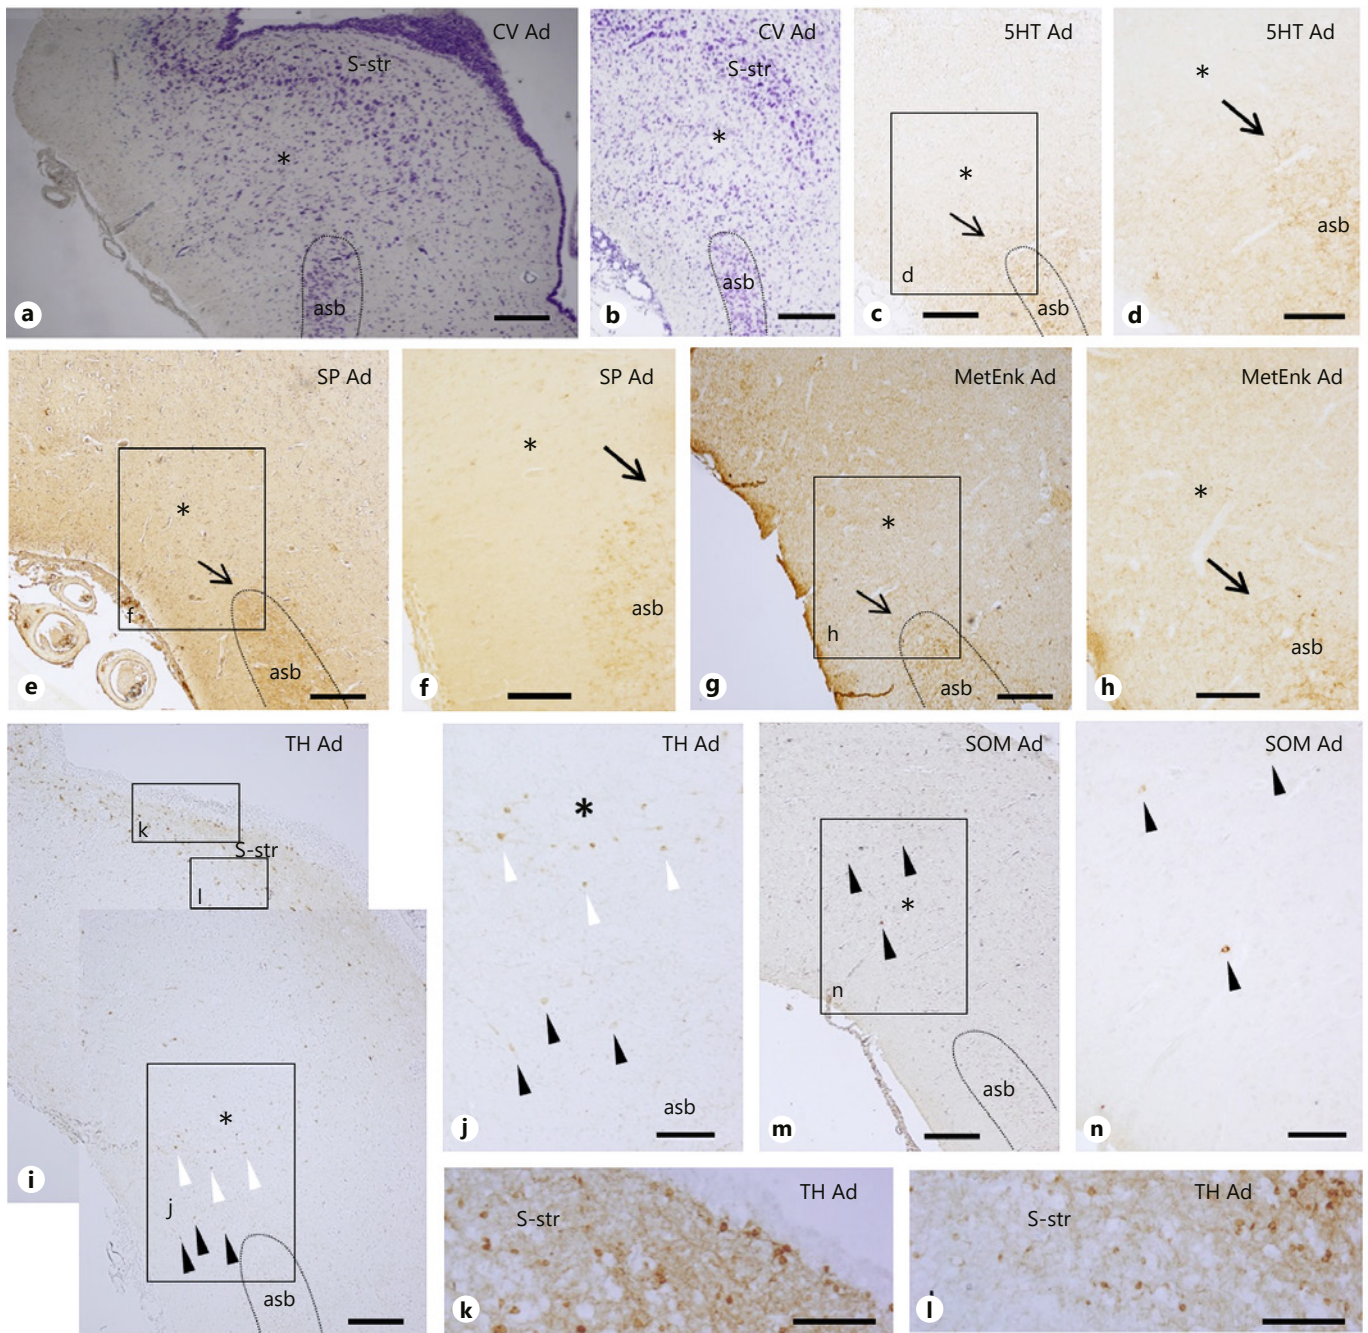 CV Ad
S-str
*
asb
a
CV Ad
S-str
*
asb
b
5HT Ad
*
d
asb
c
5HT Ad
*
asb
d
SP Ad
*
f
asb
e
SP Ad
*
asb
f
MetEnk Ad
*
h
asb
g
MetEnk Ad
*
asb
h
TH Ad
k
S-str
l
*
j
asb
i
TH Ad
*
asb
j
SOM Ad
*
n
asb
m
SOM Ad
n
TH Ad
S-str
k
TH Ad
S-str
l